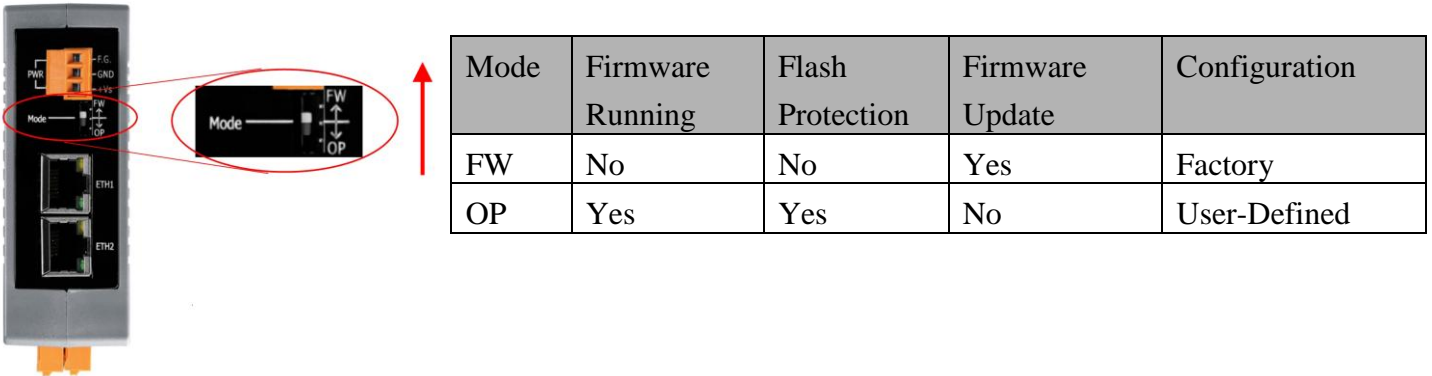 F.G.
PWR
GND
+Vs
FW
Mode
OP
ETH1
ETH2
FW
Mode
OP
Mode Firmware Running Flash Protection Firmware Update Configuration
FW No No Yes Factory
OP Yes Yes No User-Defined